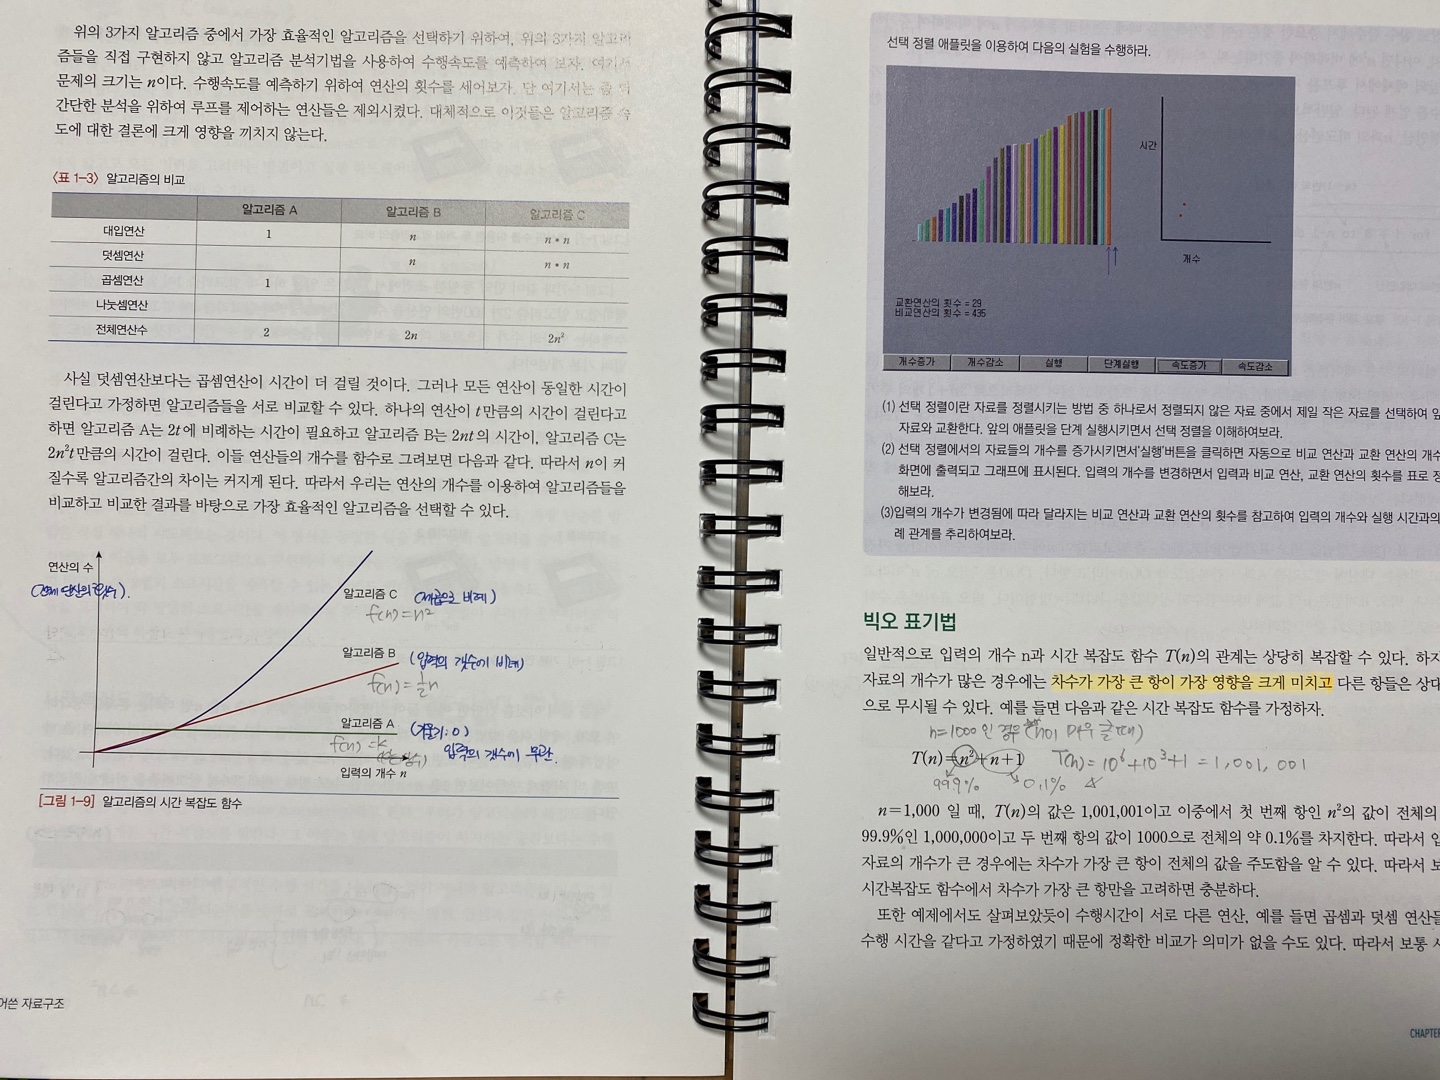 위의 3가지 알고리즘 중에서 가장 효율적인 알고리즘을 선택하기 위하여, 위의 3가지 알고리
즘들을 직접 구현하지 않고 알고리즘 분석기법을 사용하여 수행속도를 예측하여 보자. 여기서
문제의 크기는 n이다. 수행속도를 예측하기 위하여 연산의 횟수를 세어보자. 단 여기서는 좀 더
간단한 분석을 위하여 루프를 제어하는 연산들은 제외시켰다. 대체적으로 이것들은 알고리즘 속
도에 대한 결론에 크게 영향을 끼치지 않는다.
<표 1-3> 알고리즘의 비교
알고리즘 A 알고리즘 B 알고리즘 C
대입연산 1 n n * n
덧셈연산 n n * n
곱셈연산 1
나눗셈연산
전체연산수 2 2n 2n²
사실 덧셈연산보다는 곱셈연산이 시간이 더 걸릴 것이다. 그러나 모든 연산이 동일한 시간이
걸린다고 가정하면 알고리즘들을 서로 비교할 수 있다. 하나의 연산이 t만큼의 시간이 걸린다고
하면 알고리즘 A는 2t에 비례하는 시간이 필요하고 알고리즘 B는 2nt의 시간이, 알고리즘 C는
2n²t만큼의 시간이 걸린다. 이들 연산들의 개수를 함수로 그려보면 다음과 같다. 따라서 n이 커
질수록 알고리즘간의 차이는 커지게 된다. 따라서 우리는 연산의 개수를 이용하여 알고리즘들을
비교하고 비교한 결과를 바탕으로 가장 효율적인 알고리즘을 선택할 수 있다.
연산의 수
알고리즘 C (제곱으로 비례)
f(n)=n²
알고리즘 B (입력의 갯수에 비례)
f(n)=½n
알고리즘 A (기울기:0)
f(n)=k 입력의 갯수에 무관.
입력의 개수 n
[그림 1-9] 알고리즘의 시간 복잡도 함수
어쓴 자료구조
선택 정렬 애플릿을 이용하여 다음의 실험을 수행하라.
시간
개수
교환연산의 횟수 = 29
비교연산의 횟수 = 435
개수증가 개수감소 실행 단계실행 속도증가 속도감소
(1) 선택 정렬이란 자료를 정렬시키는 방법 중 하나로서 정렬되지 않은 자료 중에서 제일 작은 자료를 선택하여 앞
자료와 교환한다. 앞의 애플릿을 단계 실행시키면서 선택 정렬을 이해하여보라.
(2) 선택 정렬에서의 자료들의 개수를 증가시키면서'실행'버튼을 클릭하면 자동으로 비교 연산과 교환 연산의 개수
화면에 출력되고 그래프에 표시된다. 입력의 개수를 변경하면서 입력과 비교 연산, 교환 연산의 횟수를 표로 정
해보라.
(3)입력의 개수가 변경됨에 따라 달라지는 비교 연산과 교환 연산의 횟수를 참고하여 입력의 개수와 실행 시간과의
례 관계를 추리하여보라.
빅오 표기법
일반적으로 입력의 개수 n과 시간 복잡도 함수 T(n)의 관계는 상당히 복잡할 수 있다. 하지
자료의 개수가 많은 경우에는 차수가 가장 큰 항이 가장 영향을 크게 미치고 다른 항들은 상대
으로 무시될 수 있다. 예를 들면 다음과 같은 시간 복잡도 함수를 가정하자.
n=1000인 경우 (n이 매우 클때)
T(n)=n²+n+1 T(n)=10⁶+10³+1=1,001,001
99.9% 0.1%
n=1,000 일 때, T(n)의 값은 1,001,001이고 이중에서 첫 번째 항인 n²의 값이 전체의
99.9%인 1,000,000이고 두 번째 항의 값이 1000으로 전체의 약 0.1%를 차지한다. 따라서 입
자료의 개수가 큰 경우에는 차수가 가장 큰 항이 전체의 값을 주도함을 알 수 있다. 따라서 보
시간복잡도 함수에서 차수가 가장 큰 항만을 고려하면 충분하다.
또한 예제에서도 살펴보았듯이 수행시간이 서로 다른 연산, 예를 들면 곱셈과 덧셈 연산들
수행 시간을 같다고 가정하였기 때문에 정확한 비교가 의미가 없을 수도 있다. 따라서 보통 시
CHAPTER